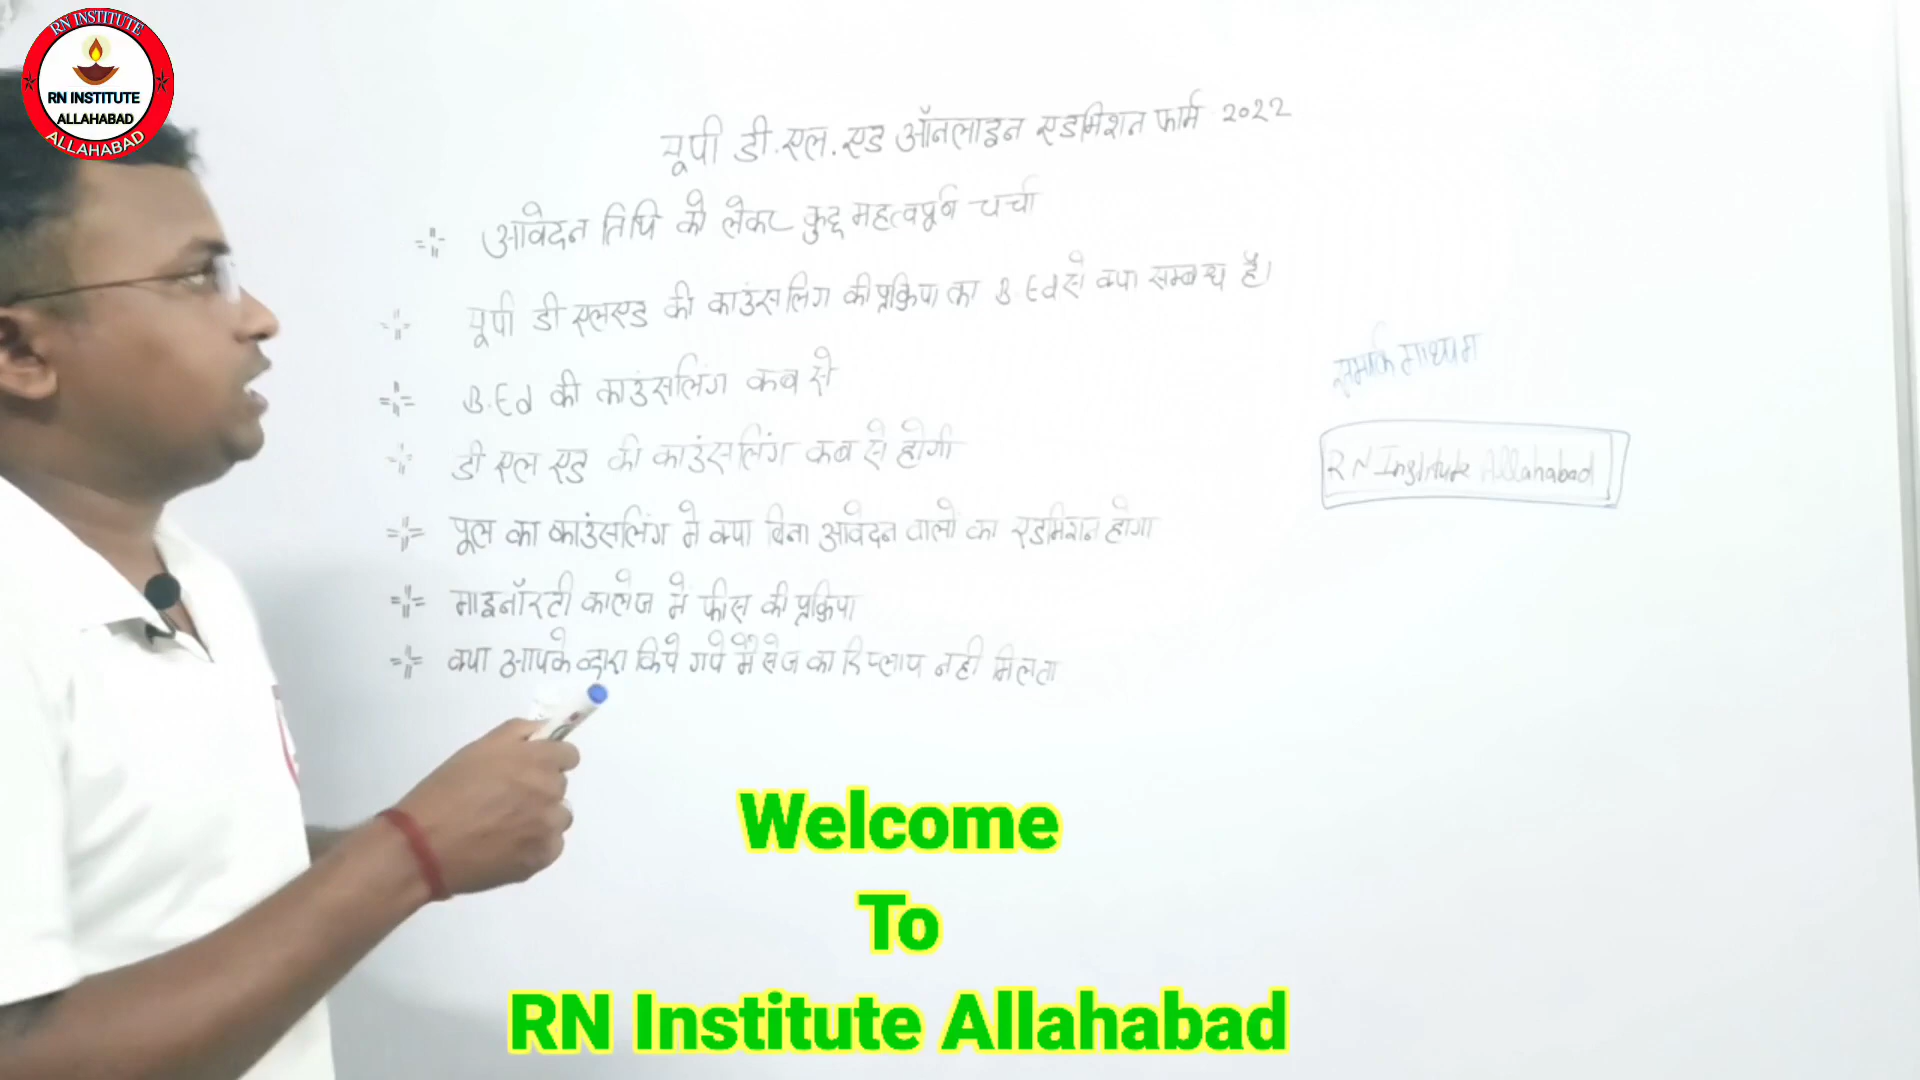 RN INSTITUTE
RN INSTITUTE
ALLAHABAD
ALLAHABAD
यूपी डी.एल.एड ऑनलाइन एडमिशन फार्म २०२२
आवेदन तिथि को लेकर कुछ महत्वपूर्ण चर्चा
यूपी डी एलएड की काउंसलिंग की प्रक्रिया का B.Ed से क्या सम्बन्ध है।
B.Ed की काउंसलिंग कब से
डी एल एड की काउंसलिंग कब से होगी
पूल का काउंसलिंग मे क्या बिना आवेदन वालो का एडमिशन होगा
माइनॉरटी कालेज मे फीस की प्रक्रिया
क्या आपके द्वारा किये गये मैसेज का रिप्लाय नही मिलता
माध्यम
RN Institute Allahabad
Welcome
To
RN Institute Allahabad